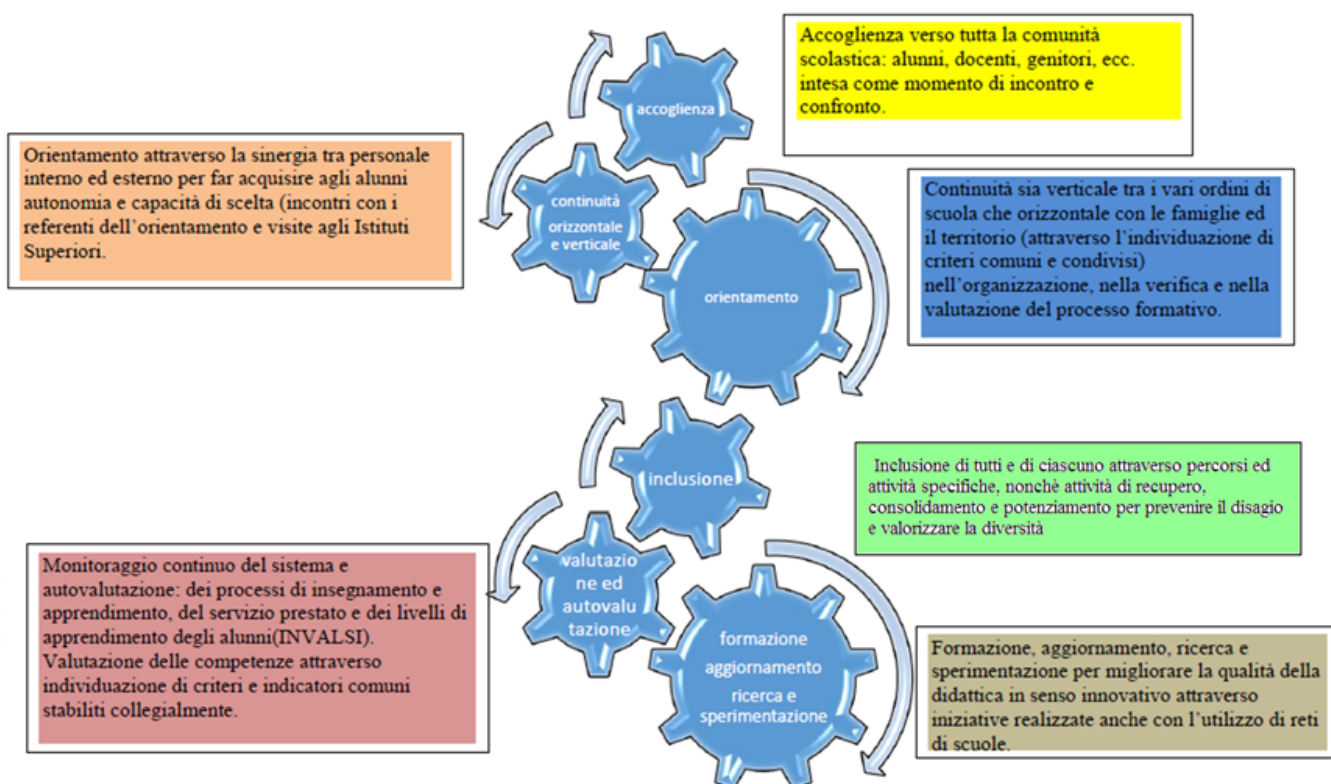 accoglienza
Accoglienza verso tutta la comunità
scolastica: alunni, docenti, genitori, ecc.
intesa come momento di incontro e
confronto.
Orientamento attraverso la sinergia tra personale
interno ed esterno per far acquisire agli alunni
autonomia e capacità di scelta (incontri con i
referenti dell’orientamento e visite agli Istituti
Superiori.
continuità
orizzontale
e verticale
orientamento
Continuità sia verticale tra i vari ordini di
scuola che orizzontale con le famiglie ed
il territorio (attraverso l’individuazione di
criteri comuni e condivisi)
nell’organizzazione, nella verifica e nella
valutazione del processo formativo.
inclusione
Inclusione di tutti e di ciascuno attraverso percorsi ed
attività specifiche, nonchè attività di recupero,
consolidamento e potenziamento per prevenire il disagio
e valorizzare la diversità
Monitoraggio continuo del sistema e
autovalutazione: dei processi di insegnamento e
apprendimento, del servizio prestato e dei livelli di
apprendimento degli alunni(INVALSI).
Valutazione delle competenze attraverso
individuazione di criteri e indicatori comuni
stabiliti collegialmente.
valutazio
ne ed
autovalu
tazione
formazione
aggiornamento
ricerca e
sperimentazione
Formazione, aggiornamento, ricerca e
sperimentazione per migliorare la qualità della
didattica in senso innovativo attraverso
iniziative realizzate anche con l’utilizzo di reti
di scuole.